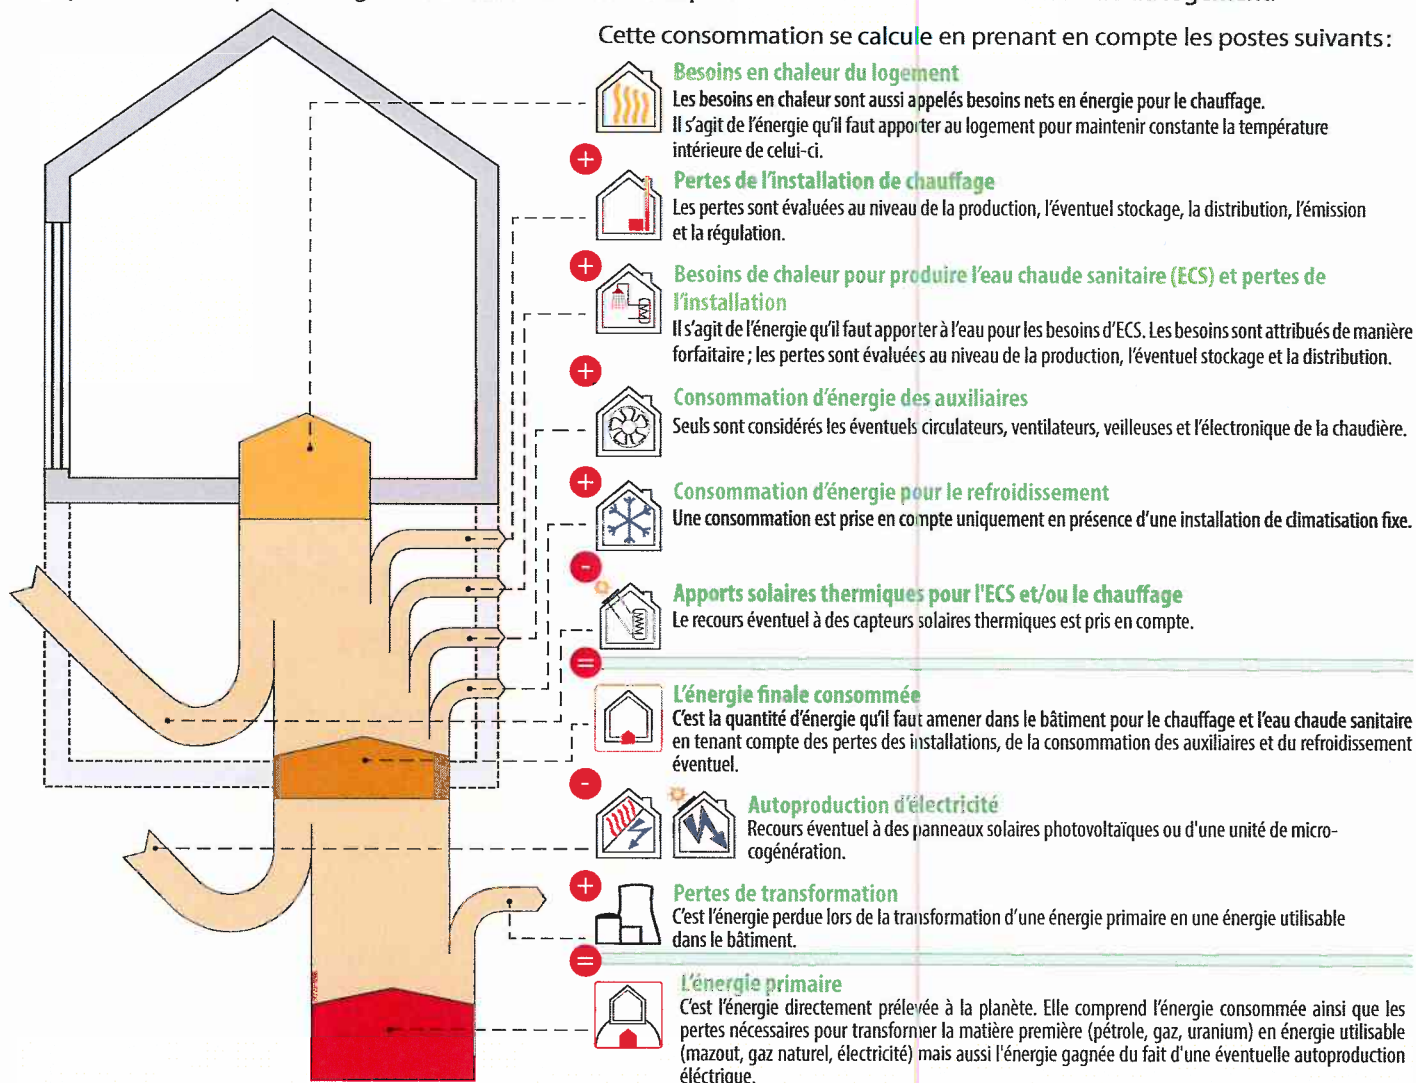 Cette consommation se calcule en prenant en compte les postes suivants :
Besoins en chaleur du logement
Les besoins en chaleur sont aussi appelés besoins nets en énergie pour le chauffage.
Il s'agit de l'énergie qu'il faut apporter au logement pour maintenir constante la température
intérieure de celui-ci.
+
Pertes de l'installation de chauffage
Les pertes sont évaluées au niveau de la production, l'éventuel stockage, la distribution, l'émission
et la régulation.
+
Besoins de chaleur pour produire l'eau chaude sanitaire (ECS) et pertes de
l'installation
Il s'agit de l'énergie qu'il faut apporter à l'eau pour les besoins d'ECS. Les besoins sont attribués de manière
forfaitaire ; les pertes sont évaluées au niveau de la production, l'éventuel stockage et la distribution.
+
Consommation d'énergie des auxiliaires
Seuls sont considérés les éventuels circulateurs, ventilateurs, veilleuses et l'électronique de la chaudière.
+
Consommation d'énergie pour le refroidissement
Une consommation est prise en compte uniquement en présence d'une installation de climatisation fixe.
-
Apports solaires thermiques pour l'ECS et/ou le chauffage
Le recours éventuel à des capteurs solaires thermiques est pris en compte.
=
L'énergie finale consommée
C'est la quantité d'énergie qu'il faut amener dans le bâtiment pour le chauffage et l'eau chaude sanitaire
en tenant compte des pertes des installations, de la consommation des auxiliaires et du refroidissement
éventuel.
-
Autoproduction d'électricité
Recours éventuel à des panneaux solaires photovoltaïques ou d'une unité de micro-
cogénération.
+
Pertes de transformation
C'est l'énergie perdue lors de la transformation d'une énergie primaire en une énergie utilisable
dans le bâtiment.
=
L'énergie primaire
C'est l'énergie directement prélevée à la planète. Elle comprend l'énergie consommée ainsi que les
pertes nécessaires pour transformer la matière première (pétrole, gaz, uranium) en énergie utilisable
(mazout, gaz naturel, électricité) mais aussi l'énergie gagnée du fait d'une éventuelle autoproduction
éléctrique.